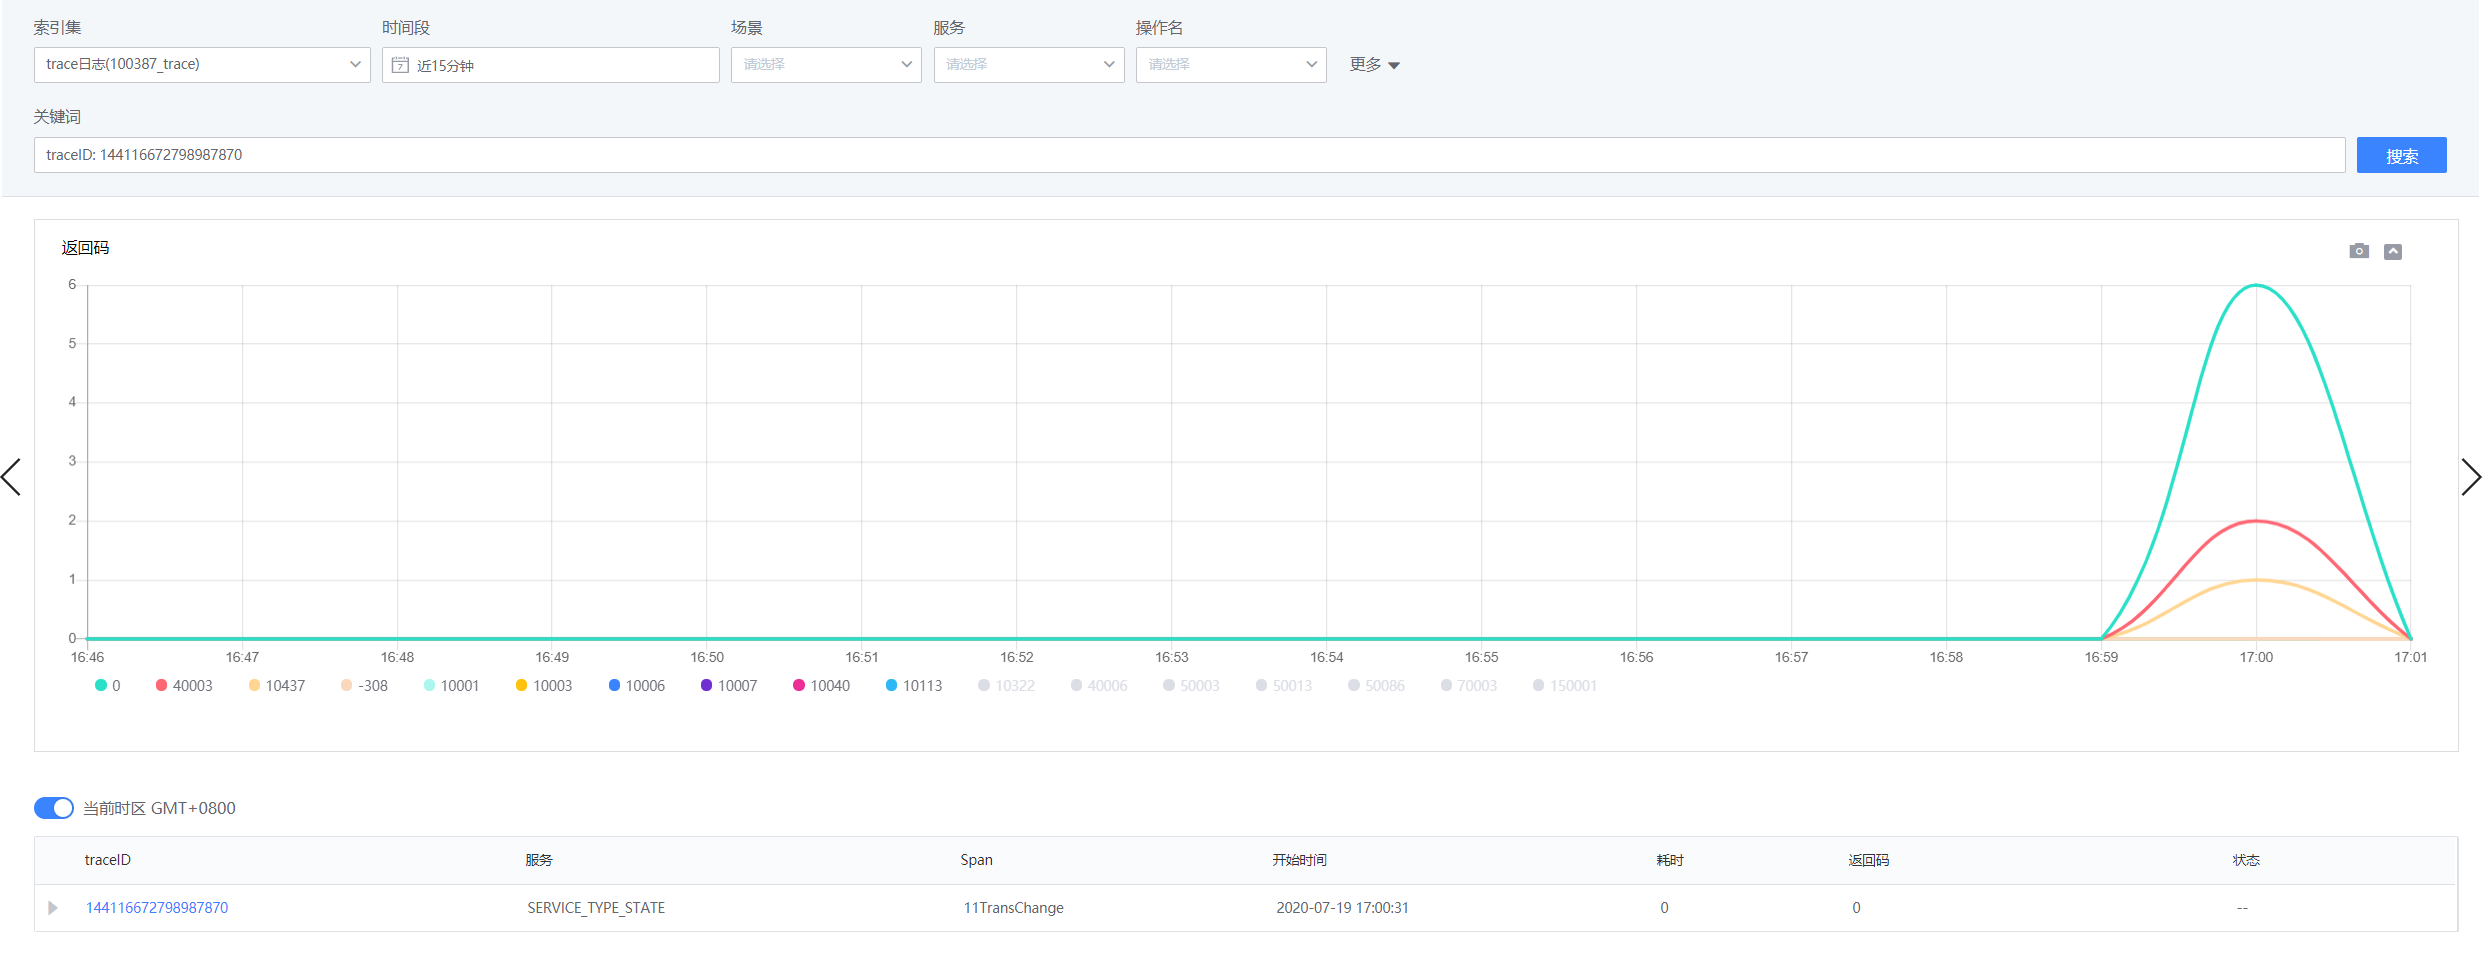 索引集 时间段 场景 服务 操作名
trace日志(100387_trace) 近15分钟 请选择 请选择 请选择 更多
关键词
traceID: 144116672798987870 搜索
返回码
6
5
4
3
2
1
0
16:46 16:47 16:48 16:49 16:50 16:51 16:52 16:53 16:54 16:55 16:56 16:57 16:58 16:59 17:00 17:01
0 40003 10437 -308 10001 10003 10006 10007 10040 10113 10322 40006 50003 50013 50086 70003 150001
当前时区 GMT+0800
traceID 服务 Span 开始时间 耗时 返回码 状态
144116672798987870 SERVICE_TYPE_STATE 11TransChange 2020-07-19 17:00:31 0 0 --